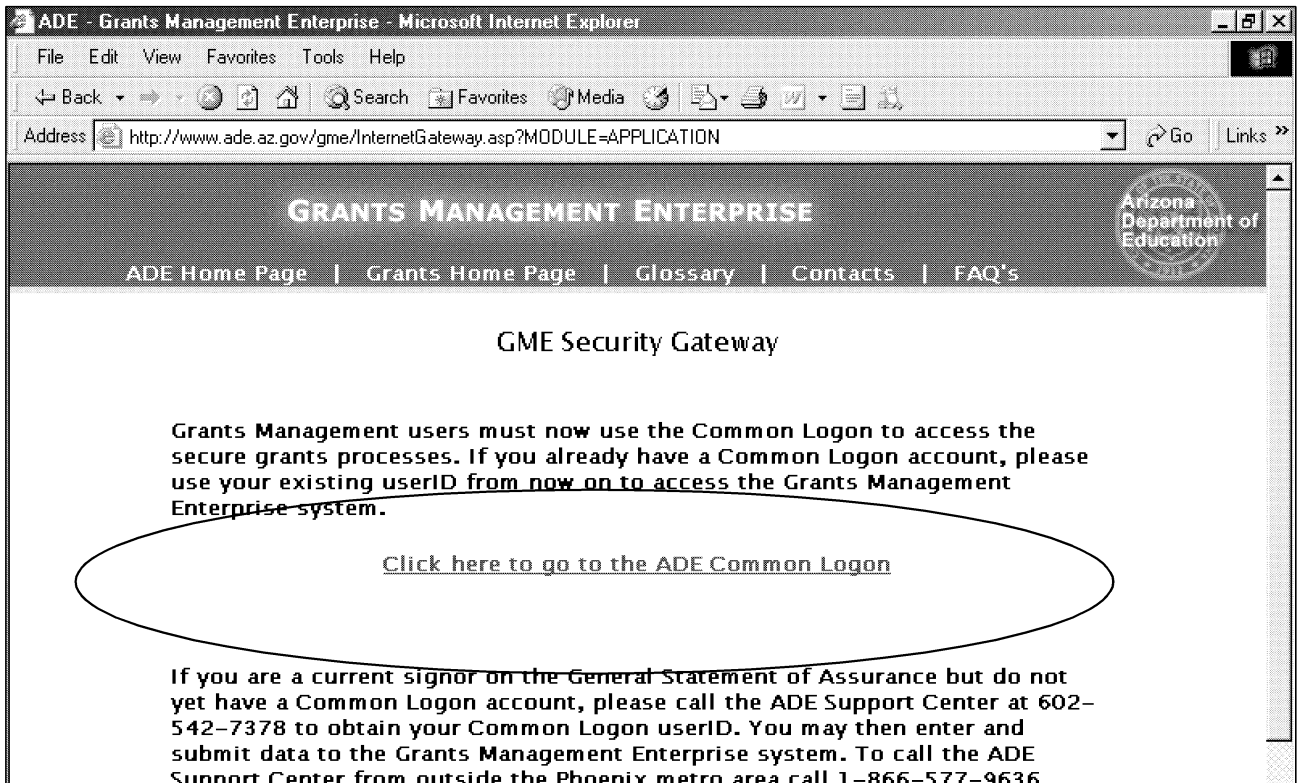 ADE - Grants Management Enterprise - Microsoft Internet Explorer
File Edit View Favorites Tools Help
Back Search Favorites Media
Address http://www.ade.az.gov/gme/InternetGateway.asp?MODULE=APPLICATION Go Links »
GRANTS MANAGEMENT ENTERPRISE
Arizona
Department of
Education
ADE Home Page | Grants Home Page | Glossary | Contacts | FAQ's
GME Security Gateway
Grants Management users must now use the Common Logon to access the
secure grants processes. If you already have a Common Logon account, please
use your existing userID from now on to access the Grants Management
Enterprise system.
Click here to go to the ADE Common Logon
If you are a current signor on the General Statement of Assurance but do not
yet have a Common Logon account, please call the ADE Support Center at 602-
542-7378 to obtain your Common Logon userID. You may then enter and
submit data to the Grants Management Enterprise system. To call the ADE
Support Center from outside the Phoenix metro area call 1-866-577-9636